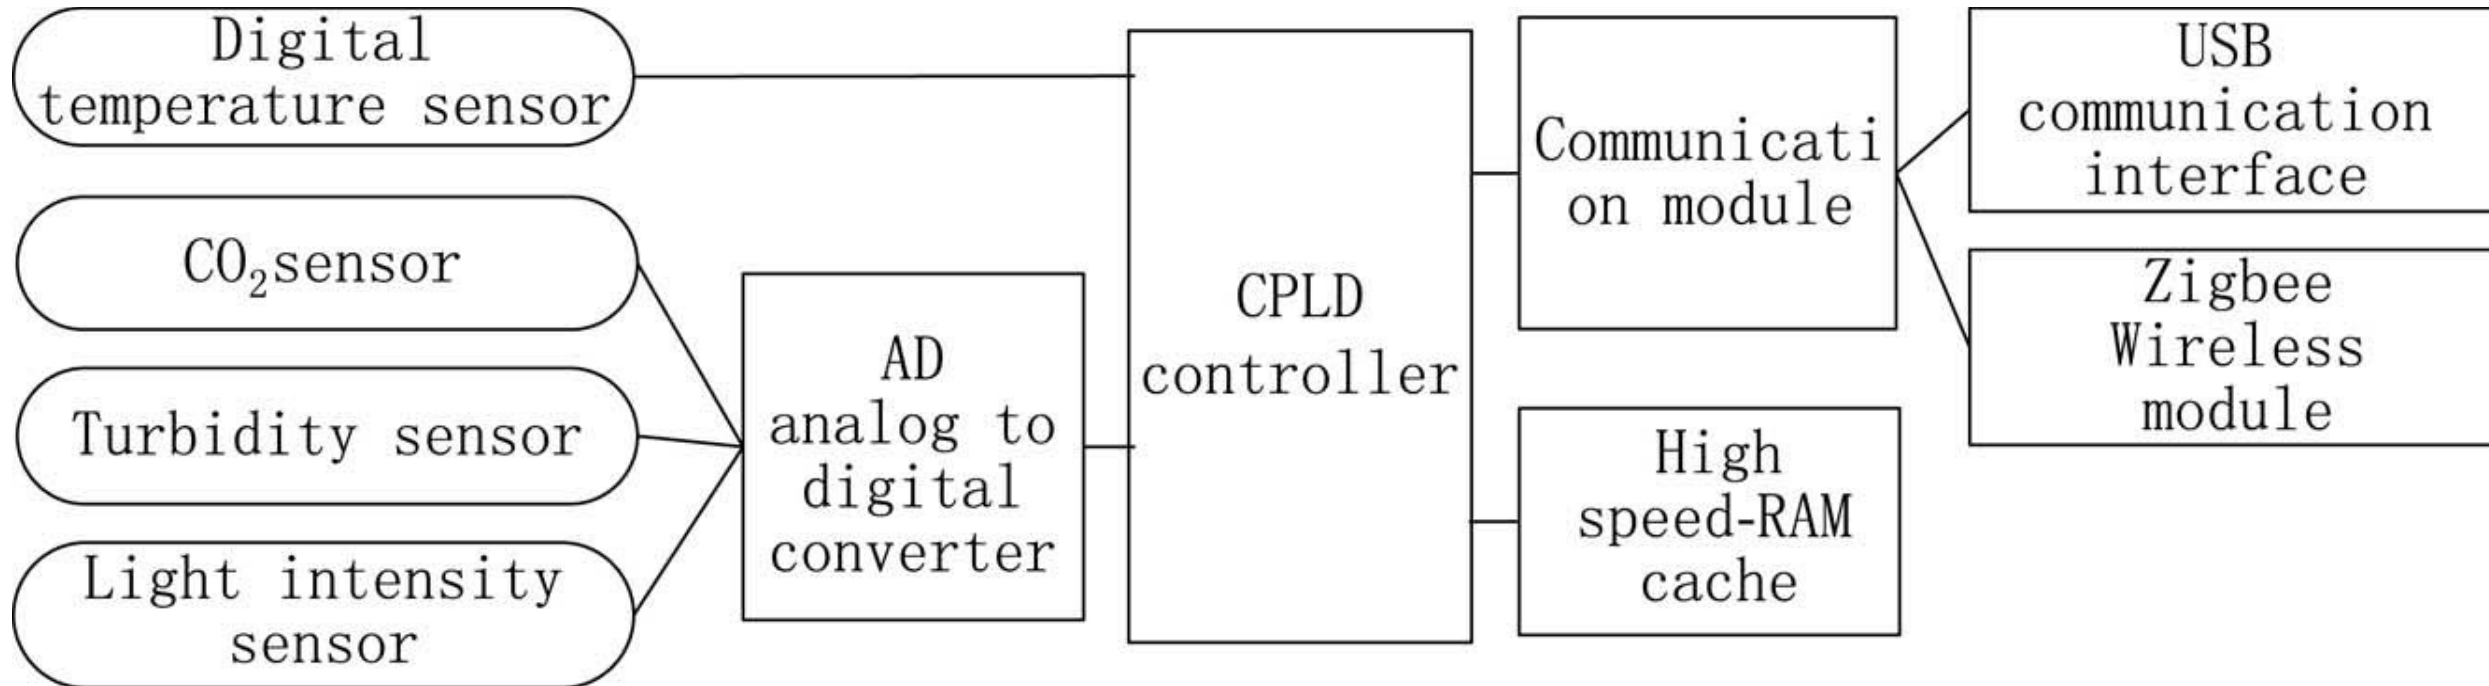 Digital
temperature sensor
CO₂sensor
Turbidity sensor
Light intensity
sensor
AD
analog to
digital
converter
CPLD
controller
Communicati
on module
High
speed-RAM
cache
USB
communication
interface
Zigbee
Wireless
module